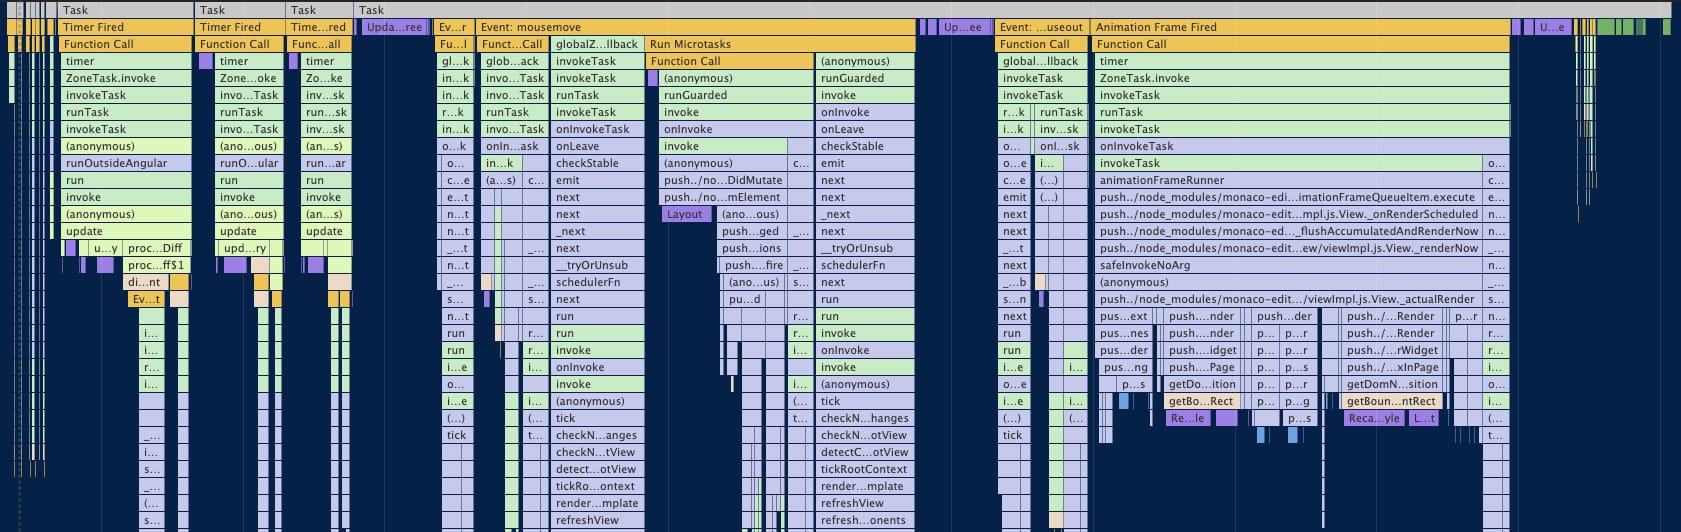 Task Task Task Task
Timer Fired Timer Fired Time...red Upda...ree Ev...r Event: mousemove Up...ee Event: ...useout Animation Frame Fired U...e
Function Call Function Call Func...all Fu...l Funct...Call globalZ...llback Run Microtasks Function Call Function Call
timer timer timer gl...k glob...ack invokeTask Function Call (anonymous) global...llback timer
ZoneTask.invoke Zone...oke Zo...ke in...k invo...Task invokeTask (anonymous) runGuarded invokeTask ZoneTask.invoke
invokeTask invo...Task inv...sk in...k invo...Task invokeTask runGuarded invoke invokeTask invokeTask
runTask runTask run...sk r...k runTask runTask invoke onInvoke r...k runTask runTask
invokeTask invo...Task inv...sk in...k invo...Task onInvokeTask onInvoke onLeave i...k inv...sk invokeTask
(anonymous) (ano...ous) (an...s) o...k onIn...ask onLeave invoke checkStable o... onI...sk onInvokeTask
runOutsideAngular runO...ular run...ar o... in...k checkStable (anonymous) c... emit o...e i... invokeTask o...
run run run c...e (a...s) c... emit push../no...DidMutate next c...e (...) animationFrameRunner c...
invoke invoke invoke e...t next push../no...mElement next emit (...) push../node_modules/monaco-edi...imationFrameQueueItem.execute e...
(anonymous) (ano...ous) (an...s) n...t next Layout (ano...ous) _next next push../node_modules/monaco-edit...mpl.js.View._onRenderScheduled n...
update update update n...t _next push...ged ... next _...t push../node_modules/monaco-ed..._flushAccumulatedAndRenderNow n...
u...y proc...Diff upd...ry _...t next push...ions __tryOrUnsub _...t push../node_modules/monaco-edit...ew/viewImpl.js.View._renderNow _...
proc...ff$1 n...t __tryOrUnsub push....fire _... schedulerFn next safeInvokeNoArg n...
di...nt _... _... schedulerFn (ano...us) s... next _...b (anonymous) _...
Ev...t s... s... next pu...d run s...n push../node_modules/monaco-edit.../viewImpl.js.View._actualRender s...
n...t run r... run next pus...ext push....nder push...der push../...Render p...r n...
i... run r... run r... invoke run pus...nes push....nder p... p...r push../...Render r...
i... run r... invoke i... onInvoke run pus...der push....idget p... p...r push../...rWidget r...
r... i...e i... onInvoke invoke i...e i... pus...ng push....Page p... p...s push../...xInPage i...
i... o... invoke i... (anonymous) o...e p...s getDo...ition p... p...r getDomN...sition o...
i...e i... (anonymous) (... tick i...e i... getBo...Rect p... p...g getBoun...ntRect i...
(...) (... tick t... checkN...hanges (...) (... Re...le p...s Reca...yle L...t (...
_... tick t... checkN...anges checkN...otView tick t...
i... checkN...tView detectC...otView
s... detect...otView tickRootContext
_... tickRo...ontext render...mplate
(... render...mplate refreshView
s... refreshView refresh...onents